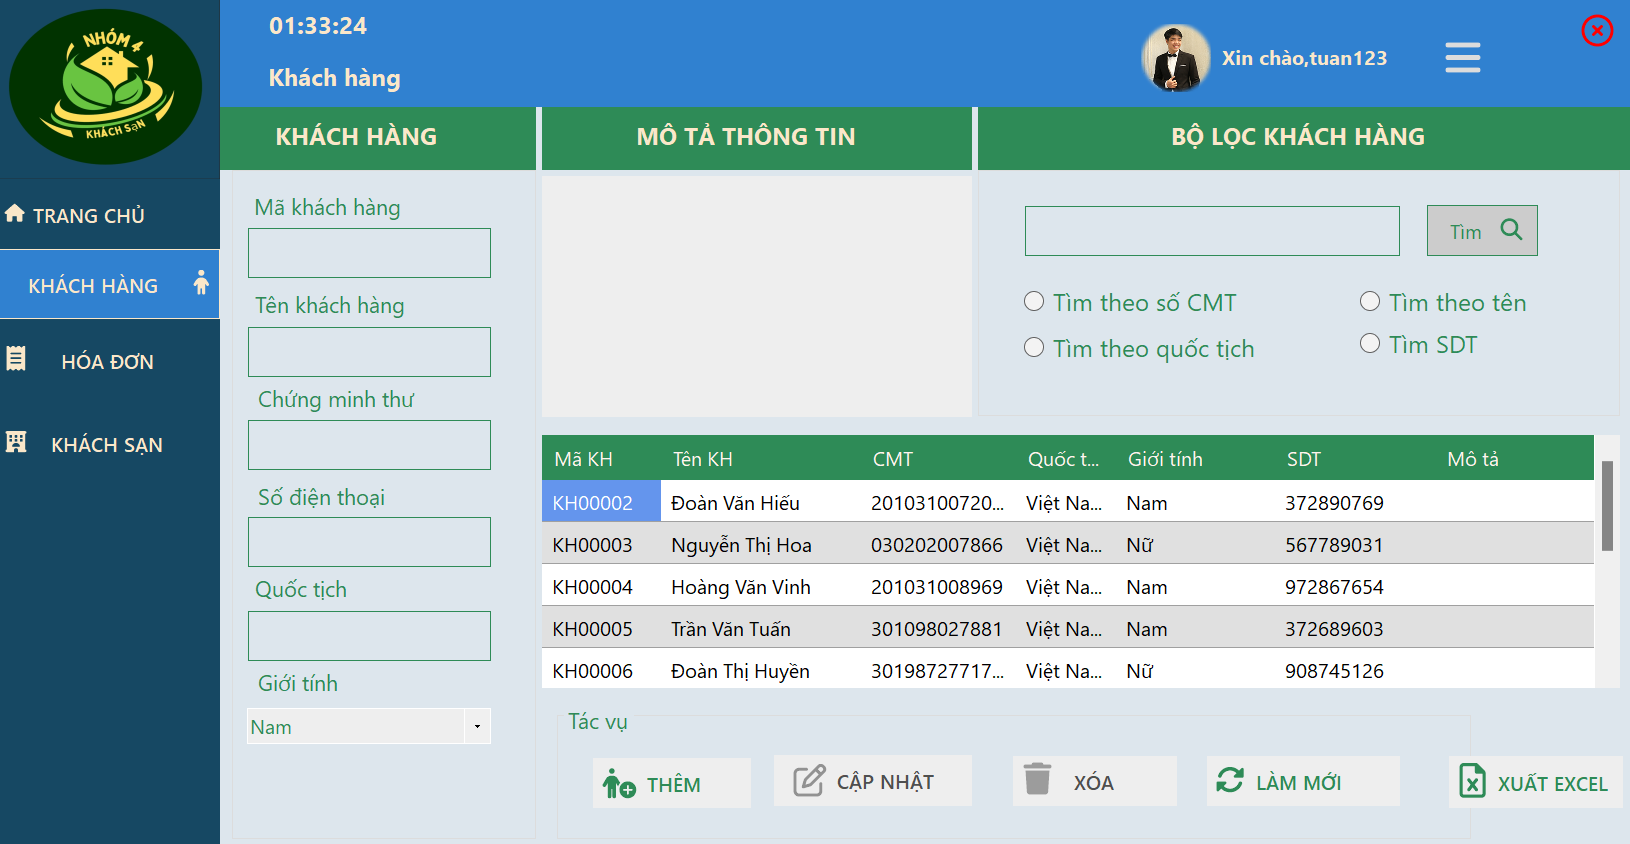 NHÓM 4
KHÁCH SẠN
TRANG CHỦ
KHÁCH HÀNG
HÓA ĐƠN
KHÁCH SẠN
01:33:24
Khách hàng
Xin chào,tuan123
KHÁCH HÀNG
Mã khách hàng
Tên khách hàng
Chứng minh thư
Số điện thoại
Quốc tịch
Giới tính
Nam
MÔ TẢ THÔNG TIN
BỘ LỌC KHÁCH HÀNG
Tìm
Tìm theo số CMT
Tìm theo tên
Tìm theo quốc tịch
Tìm SDT
Mã KH Tên KH CMT Quốc t... Giới tính SDT Mô tả
KH00002 Đoàn Văn Hiếu 20103100720... Việt Na... Nam 372890769
KH00003 Nguyễn Thị Hoa 030202007866 Việt Na... Nữ 567789031
KH00004 Hoàng Văn Vinh 201031008969 Việt Na... Nam 972867654
KH00005 Trần Văn Tuấn 301098027881 Việt Na... Nam 372689603
KH00006 Đoàn Thị Huyền 30198727717... Việt Na... Nữ 908745126
Tác vụ
THÊM
CẬP NHẬT
XÓA
LÀM MỚI
XUẤT EXCEL